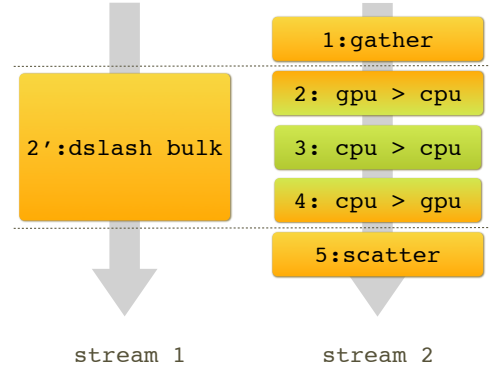 1:gather
2: gpu > cpu
2':dslash bulk
3: cpu > cpu
4: cpu > gpu
5:scatter
stream 1
stream 2